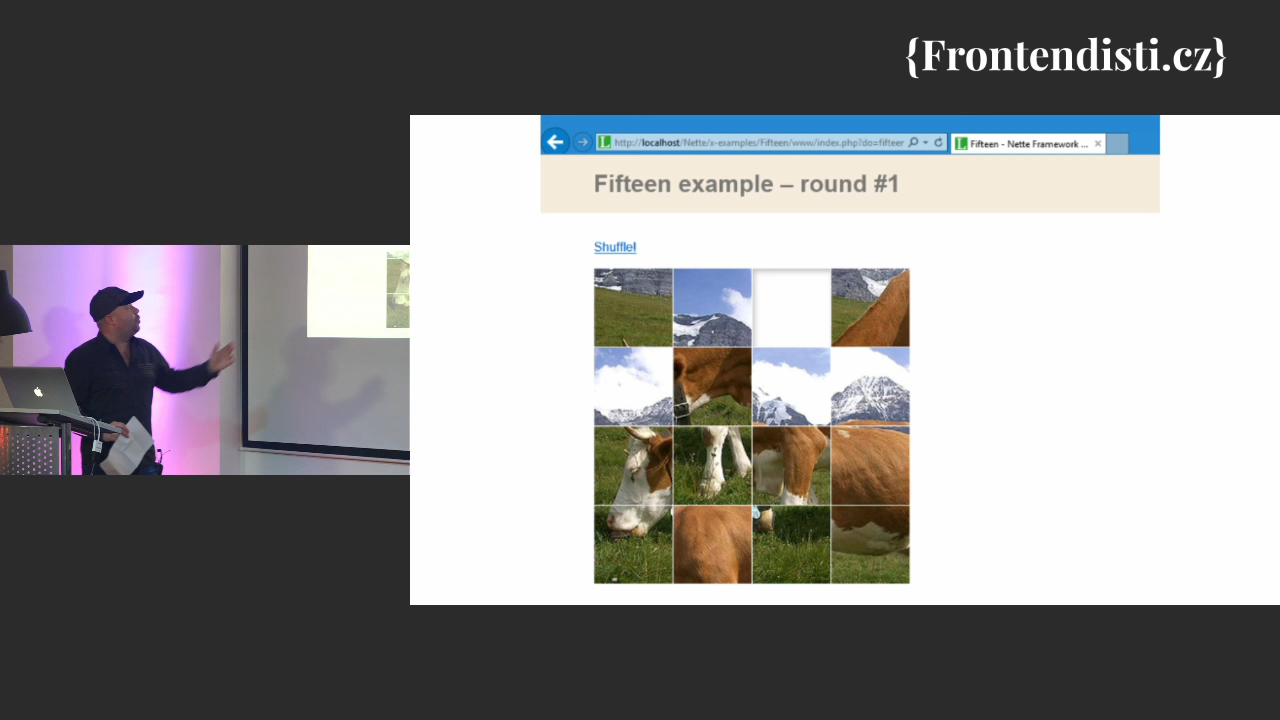 {Frontendisti.cz}
http://localhost/Nette/x-examples/Fifteen/www/index.php?do=fifteer
Fifteen - Nette Framework ...
Fifteen example – round #1
Shuffle!